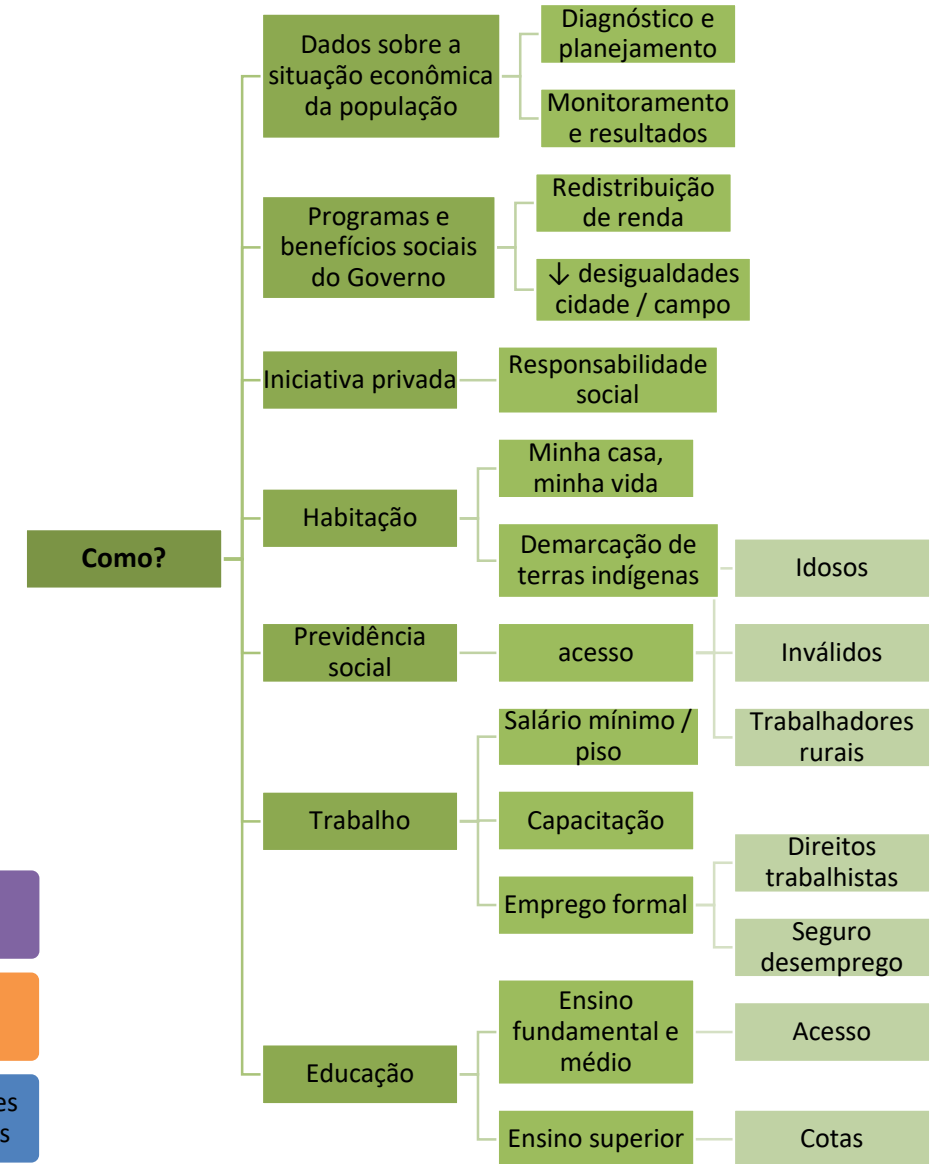 Como?
Dados sobre a
situação econômica
da população
Diagnóstico e
planejamento
Monitoramento
e resultados
Programas e
benefícios sociais
do Governo
Redistribuição
de renda
↓ desigualdades
cidade / campo
Iniciativa privada
Responsabilidade
social
Habitação
Minha casa,
minha vida
Demarcação de
terras indígenas
Previdência
social
acesso
Idosos
Inválidos
Trabalhadores
rurais
Trabalho
Salário mínimo /
piso
Capacitação
Emprego formal
Direitos
trabalhistas
Seguro
desemprego
Educação
Ensino
fundamental e
médio
Acesso
Ensino superior
Cotas